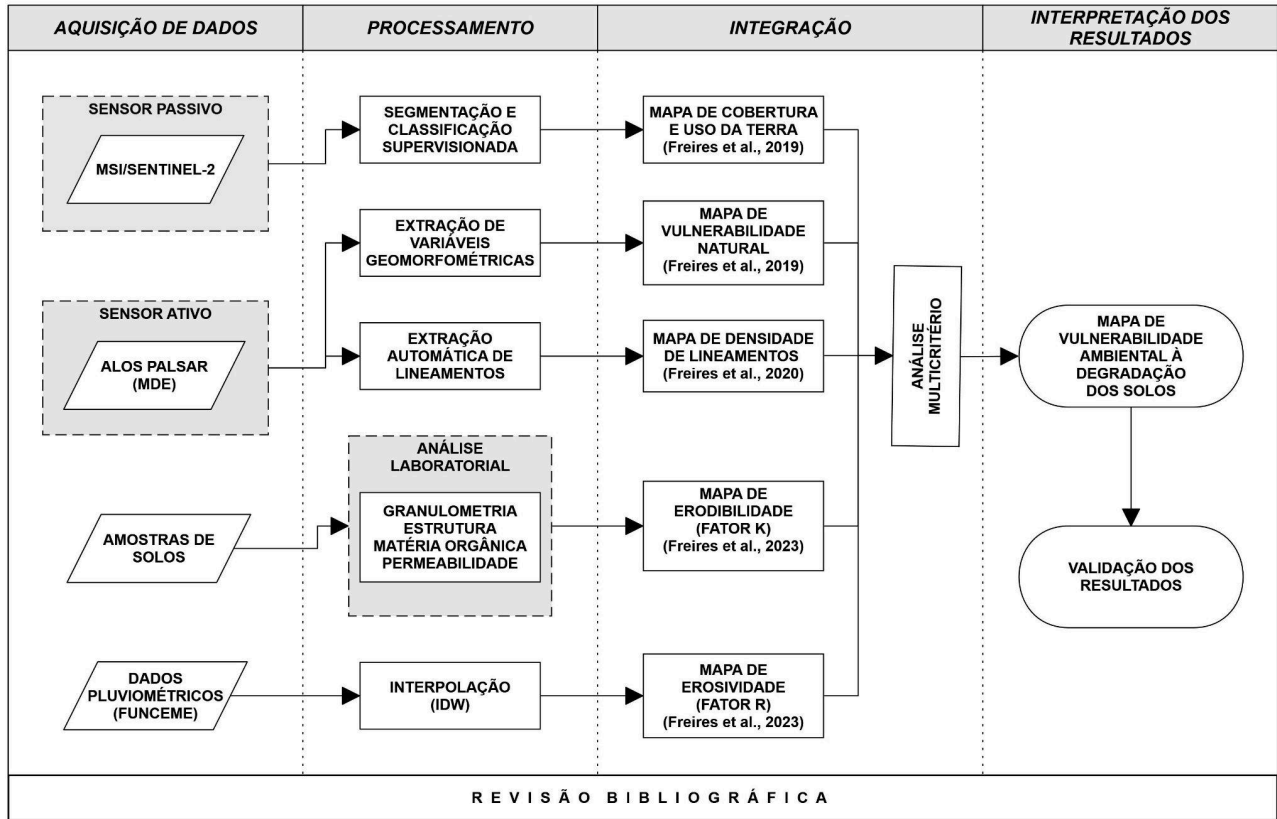 AQUISIÇÃO DE DADOS
PROCESSAMENTO
INTEGRAÇÃO
INTERPRETAÇÃO DOS
RESULTADOS
SENSOR PASSIVO
MSI/SENTINEL-2
SEGMENTAÇÃO E
CLASSIFICAÇÃO
SUPERVISIONADA
MAPA DE COBERTURA
E USO DA TERRA
(Freires et al., 2019)
EXTRAÇÃO DE
VARIÁVEIS
GEOMORFOMÉTRICAS
MAPA DE
VULNERABILIDADE
NATURAL
(Freires et al., 2019)
SENSOR ATIVO
ALOS PALSAR
(MDE)
EXTRAÇÃO
AUTOMÁTICA DE
LINEAMENTOS
MAPA DE DENSIDADE
DE LINEAMENTOS
(Freires et al., 2020)
ANÁLISE
MULTICRITÉRIO
MAPA DE
VULNERABILIDADE
AMBIENTAL À
DEGRADAÇÃO
DOS SOLOS
AMOSTRAS DE
SOLOS
ANÁLISE
LABORATORIAL
GRANULOMETRIA
ESTRUTURA
MATÉRIA ORGÂNICA
PERMEABILIDADE
MAPA DE
ERODIBILIDADE
(FATOR K)
(Freires et al., 2023)
VALIDAÇÃO DOS
RESULTADOS
DADOS
PLUVIOMÉTRICOS
(FUNCEME)
INTERPOLAÇÃO
(IDW)
MAPA DE
EROSIVIDADE
(FATOR R)
(Freires et al., 2023)
REVISÃO BIBLIOGRÁFICA